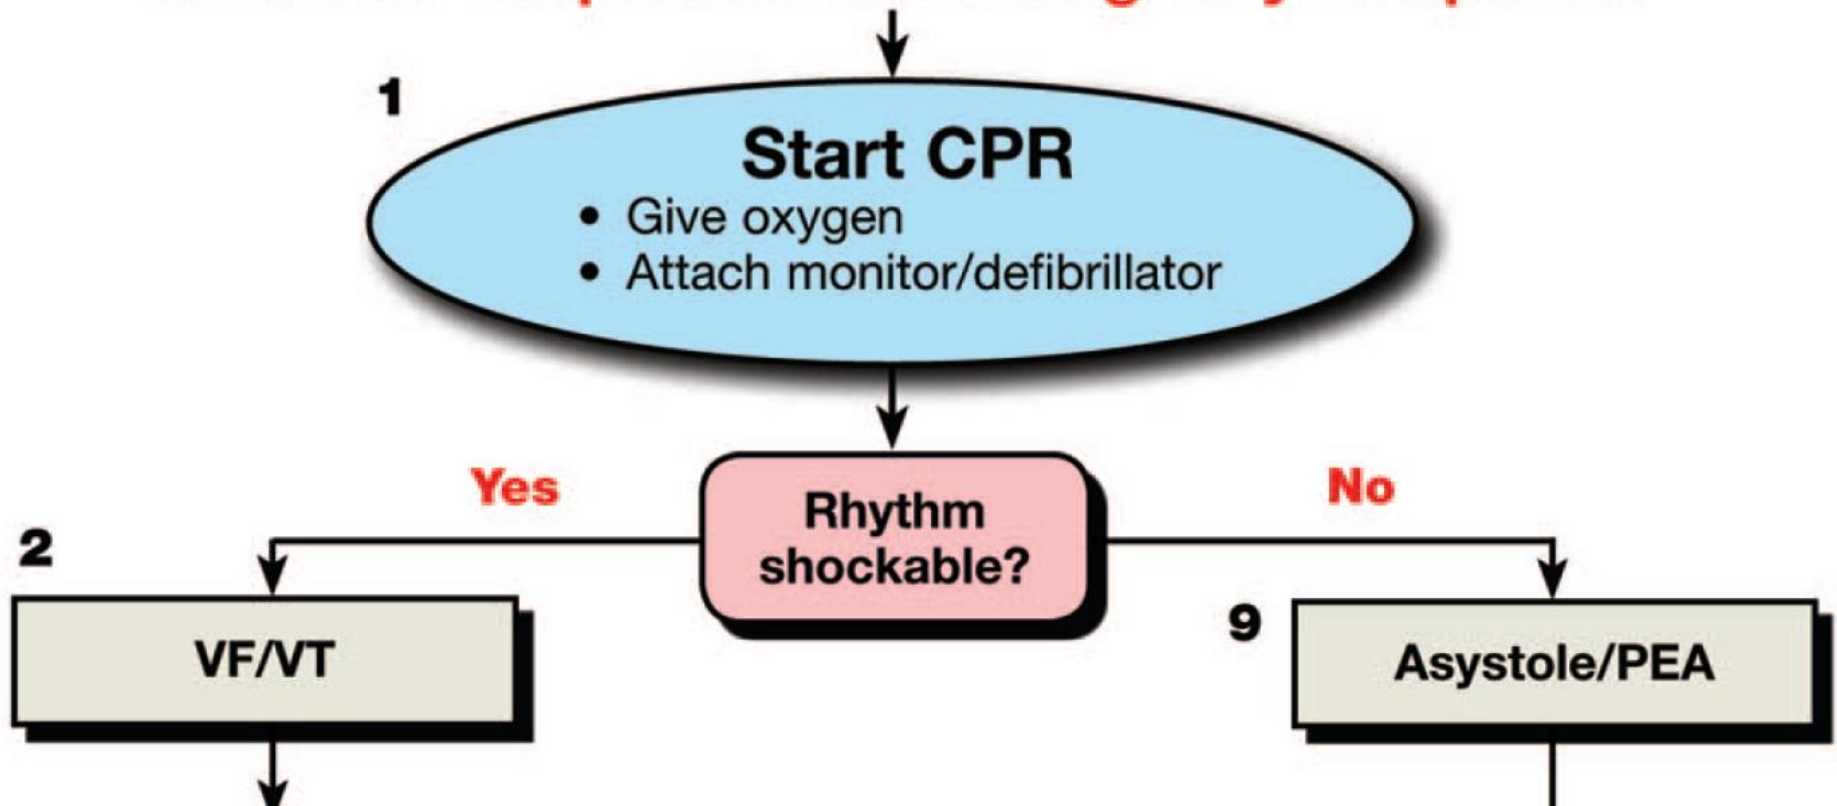 1
Start CPR
• Give oxygen
• Attach monitor/defibrillator
Yes
No
Rhythm
shockable?
2
VF/VT
9
Asystole/PEA